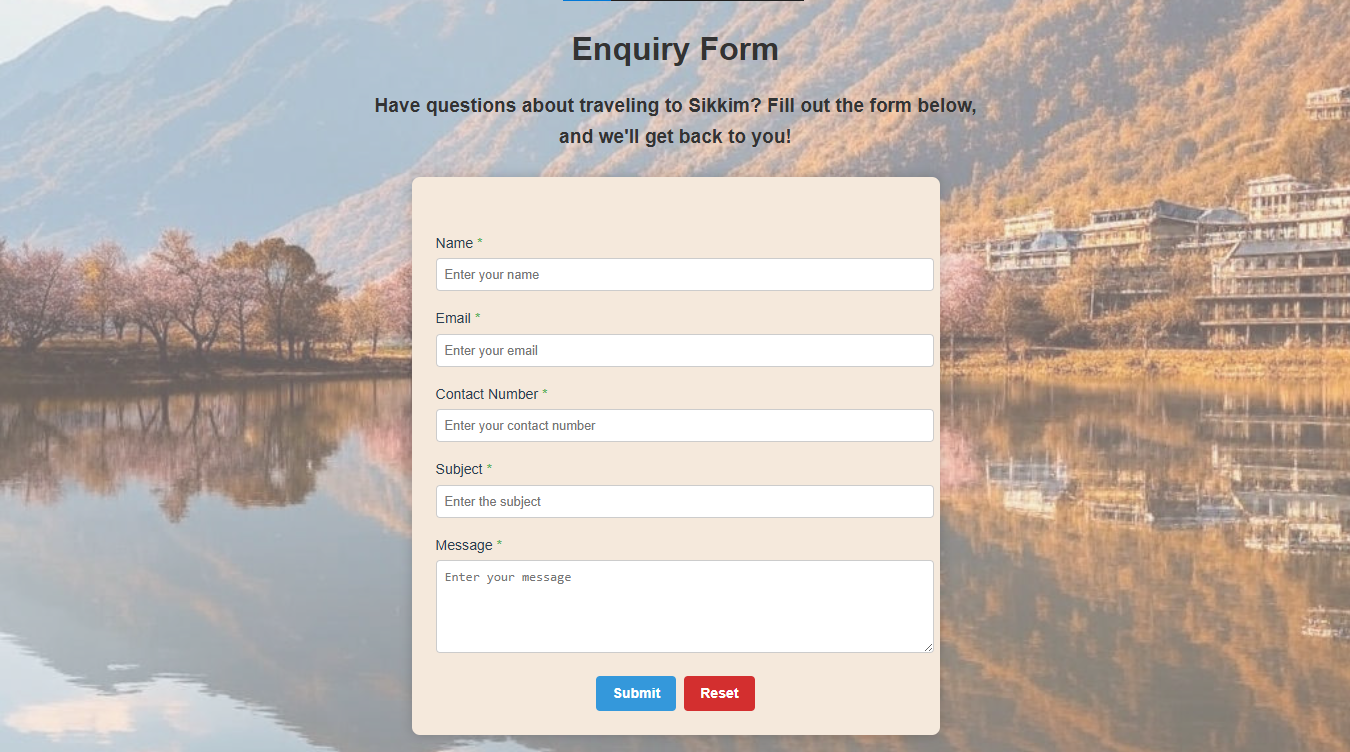 Enquiry Form
Have questions about traveling to Sikkim? Fill out the form below,
and we'll get back to you!
Name *
Enter your name
Email *
Enter your email
Contact Number *
Enter your contact number
Subject *
Enter the subject
Message *
Enter your message
Submit Reset